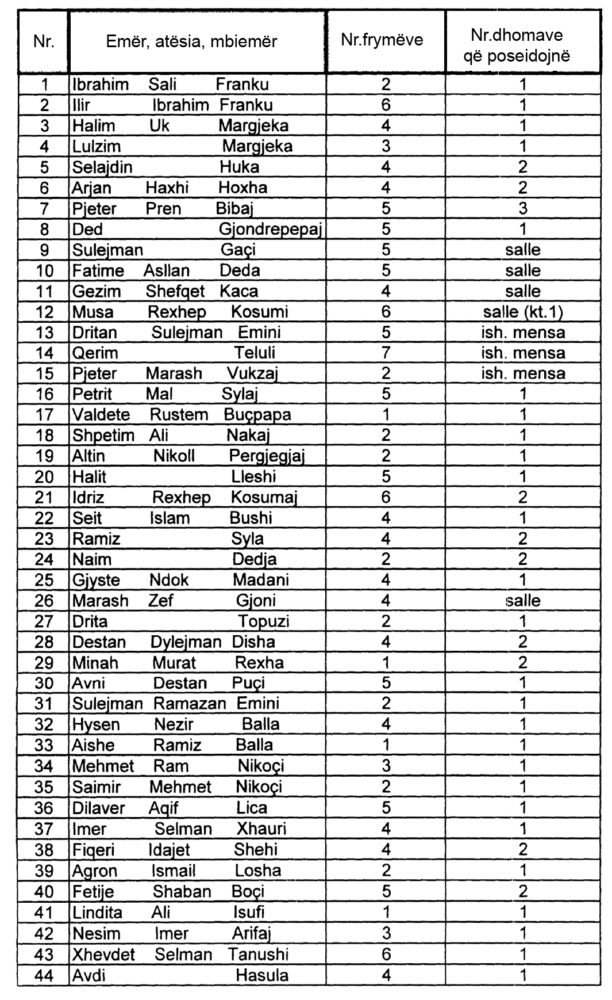 Nr. Emër, atësia, mbiemër Nr.frymëve Nr.dhomave
që poseidojnë
1 Ibrahim Sali Franku 2 1
2 Ilir Ibrahim Franku 6 1
3 Halim Uk Margjeka 4 1
4 Lulzim Margjeka 3 1
5 Selajdin Huka 4 2
6 Arjan Haxhi Hoxha 4 2
7 Pjeter Pren Bibaj 5 3
8 Ded Gjondrepepaj 5 1
9 Sulejman Gaçi 5 salle
10 Fatime Asllan Deda 5 salle
11 Gezim Shefqet Kaca 4 salle
12 Musa Rexhep Kosumi 6 salle (kt.1)
13 Dritan Sulejman Emini 5 ish. mensa
14 Qerim Teluli 7 ish. mensa
15 Pjeter Marash Vukzaj 2 ish. mensa
16 Petrit Mal Sylaj 5 1
17 Valdete Rustem Buçpapa 1 1
18 Shpetim Ali Nakaj 2 1
19 Altin Nikoll Pergjegjaj 2 1
20 Halit Lleshi 5 1
21 Idriz Rexhep Kosumaj 6 2
22 Seit Islam Bushi 4 1
23 Ramiz Syla 4 2
24 Naim Dedja 2 2
25 Gjyste Ndok Madani 4 1
26 Marash Zef Gjoni 4 salle
27 Drita Topuzi 2 1
28 Destan Dylejman Disha 4 2
29 Minah Murat Rexha 1 2
30 Avni Destan Puçi 5 1
31 Sulejman Ramazan Emini 2 1
32 Hysen Nezir Balla 4 1
33 Aishe Ramiz Balla 1 1
34 Mehmet Ram Nikoçi 3 1
35 Saimir Mehmet Nikoçi 2 1
36 Dilaver Aqif Lica 5 1
37 Imer Selman Xhauri 4 1
38 Fiqeri Idajet Shehi 4 2
39 Agron Ismail Losha 2 1
40 Fetije Shaban Boçi 5 2
41 Lindita Ali Isufi 1 1
42 Nesim Imer Arifaj 3 1
43 Xhevdet Selman Tanushi 6 1
44 Avdi Hasula 4 1